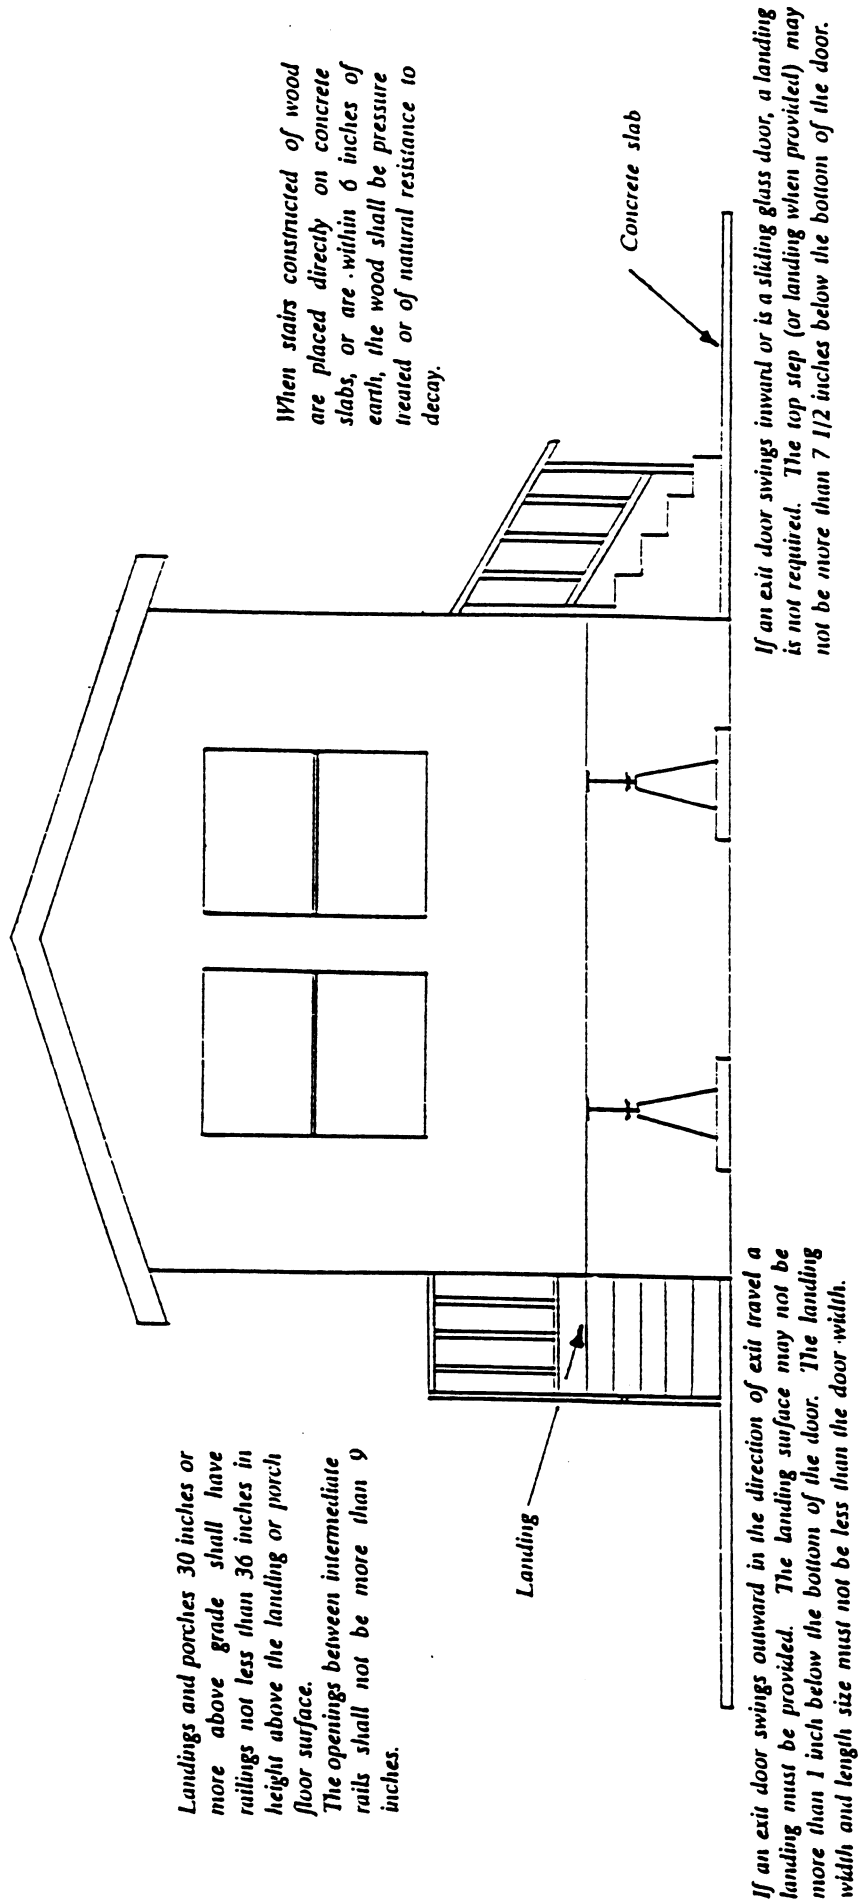 Landings and porches 30 inches or
more above grade shall have
railings not less than 36 inches in
height above the landing or porch
floor surface.
The openings between intermediate
rails shall not be more than 9
inches.
When stairs constructed of wood
are placed directly on concrete
slabs, or are within 6 inches of
earth, the wood shall be pressure
treated or of natural resistance to
decay.
Landing
Concrete slab
If an exit door swings outward in the direction of exit travel a
landing must be provided. The landing surface may not be
more than 1 inch below the bottom of the door. The landing
width and length size must not be less than the door width.
If an exit door swings inward or is a sliding glass door, a landing
is not required. The top step (or landing when provided) may
not be more than 7 1/2 inches below the bottom of the door.